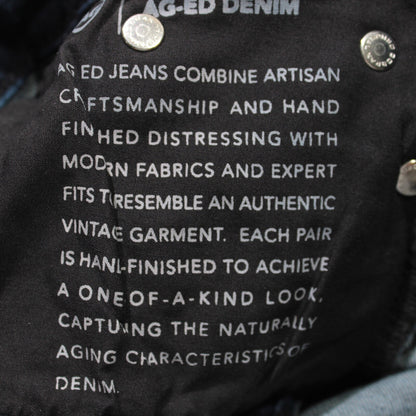 AG-ED DENIM
AG ED JEANS COMBINE ARTISAN
CRAFTSMANSHIP AND HAND
FINISHED DISTRESSING WITH
MODERN FABRICS AND EXPERT
FITS TO RESEMBLE AN AUTHENTIC
VINTAGE GARMENT. EACH PAIR
IS HAND-FINISHED TO ACHIEVE
A ONE-OF-A-KIND LOOK,
CAPTURING THE NATURALLY
AGING CHARACTERISTICS OF
DENIM.